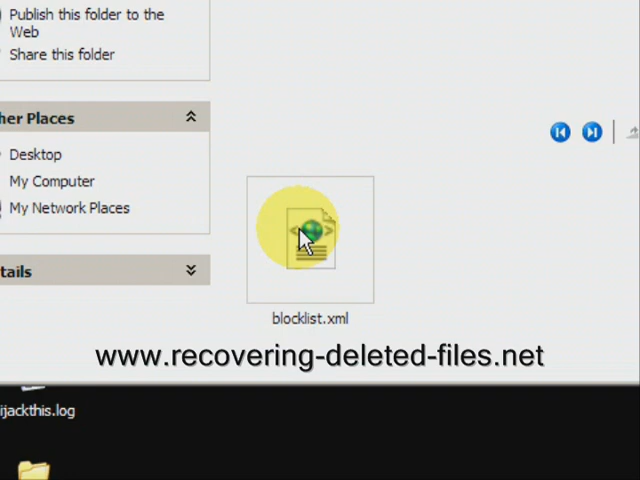 Publish this folder to the
Web
Share this folder
her Places
Desktop
My Computer
My Network Places
tails
blocklist.xml
www.recovering-deleted-files.net
ijackthis.log